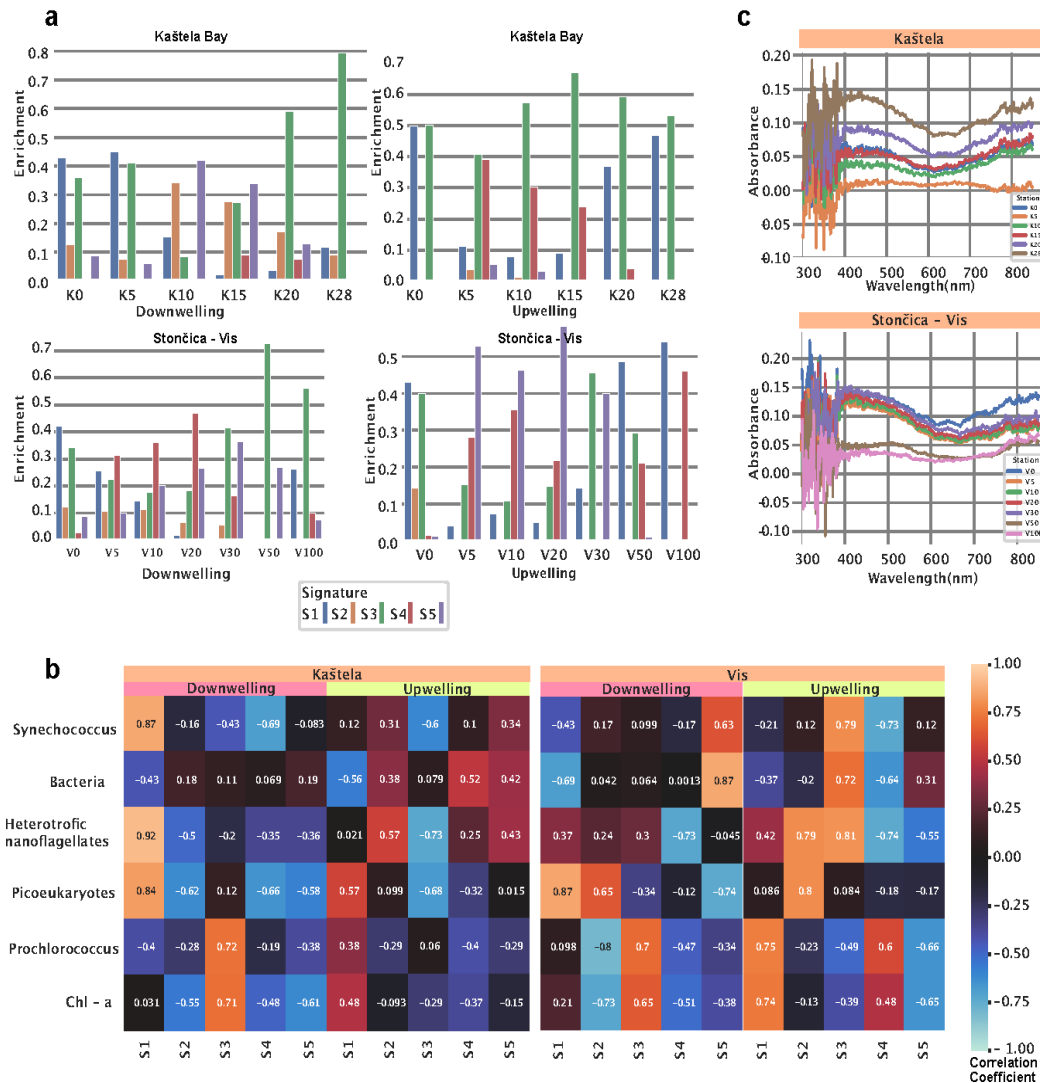 a
Kaštela Bay
Enrichment
0.8
0.7
0.6
0.5
0.4
0.3
0.2
0.1
0.0
K0 K5 K10 K15 K20 K28
Downwelling
Kaštela Bay
Enrichment
0.7
0.6
0.5
0.4
0.3
0.2
0.1
0.0
K0 K5 K10 K15 K20 K28
Upwelling
Stončica - Vis
Enrichment
0.7
0.6
0.5
0.4
0.3
0.2
0.1
0.0
V0 V5 V10 V20 V30 V50 V100
Downwelling
Stončica - Vis
Enrichment
0.5
0.4
0.3
0.2
0.1
0.0
V0 V5 V10 V20 V30 V50 V100
Upwelling
Signature
S1 S2 S3 S4 S5
c
Kaštela
Absorbance
0.20
0.15
0.10
0.05
0.00
-0.05
-0.10
300 400 500 600 700 800
Wavelength(nm)
Station
K0
K5
K10
K15
K20
K28
Stončica - Vis
Absorbance
0.20
0.15
0.10
0.05
0.00
-0.05
-0.10
300 400 500 600 700 800
Wavelength(nm)
Station
V0
V5
V10
V20
V30
V50
V100
b
Kaštela Vis
Downwelling Upwelling Downwelling Upwelling
Synechococcus 0.87 −0.16 −0.43 −0.69 −0.083 0.12 0.31 −0.6 0.1 0.34 −0.43 0.17 0.099 −0.17 0.63 −0.21 0.12 0.79 −0.73 0.12
Bacteria −0.43 0.18 0.11 0.069 0.19 −0.56 0.38 0.079 0.52 0.42 −0.69 0.042 0.064 0.0013 0.87 −0.37 −0.2 0.72 −0.64 0.31
Heterotrofic
nanoflagellates 0.92 −0.5 −0.2 −0.35 −0.36 0.021 0.57 −0.73 0.25 0.43 0.37 0.24 0.3 −0.73 −0.045 0.42 0.79 0.81 −0.74 −0.55
Picoeukaryotes 0.84 −0.62 0.12 −0.66 −0.58 0.57 0.099 −0.68 −0.32 0.015 0.87 0.65 −0.34 −0.12 −0.74 0.086 0.8 0.084 −0.18 −0.17
Prochlorococcus −0.4 −0.28 0.72 −0.19 −0.38 0.38 −0.29 0.06 −0.4 −0.29 0.098 −0.8 0.7 −0.47 −0.34 0.75 −0.23 −0.49 0.6 −0.66
Chl - a 0.031 −0.55 0.71 −0.48 −0.61 0.48 −0.093 −0.29 −0.37 −0.15 0.21 −0.73 0.65 −0.51 −0.38 0.74 −0.13 −0.39 0.48 −0.65
S1 S2 S3 S4 S5 S1 S2 S3 S4 S5 S1 S2 S3 S4 S5 S1 S2 S3 S4 S5
1.00
0.75
0.50
0.25
0.00
−0.25
−0.50
−0.75
− 1.00
Correlation
Coefficient